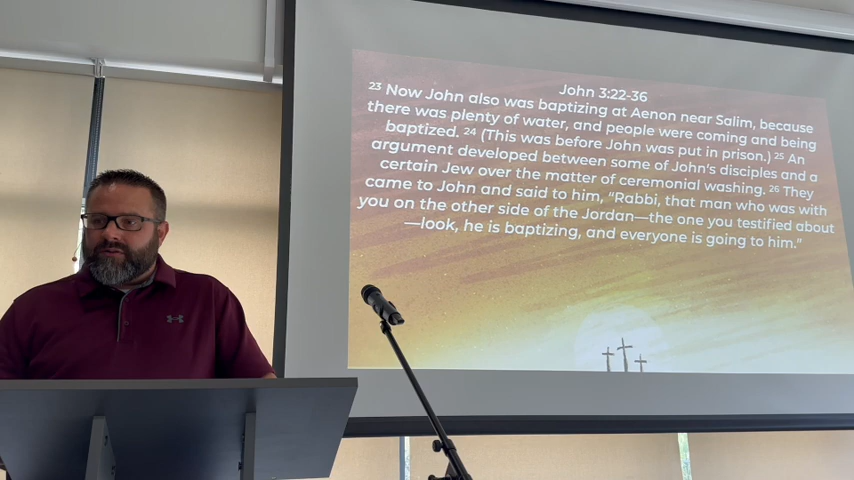 John 3:22-36
²³ Now John also was baptizing at Aenon near Salim, because
there was plenty of water, and people were coming and being
baptized. ²⁴ (This was before John was put in prison.) ²⁵ An
argument developed between some of John's disciples and a
certain Jew over the matter of ceremonial washing. ²⁶ They
came to John and said to him, "Rabbi, that man who was with
you on the other side of the Jordan—the one you testified about
—look, he is baptizing, and everyone is going to him."